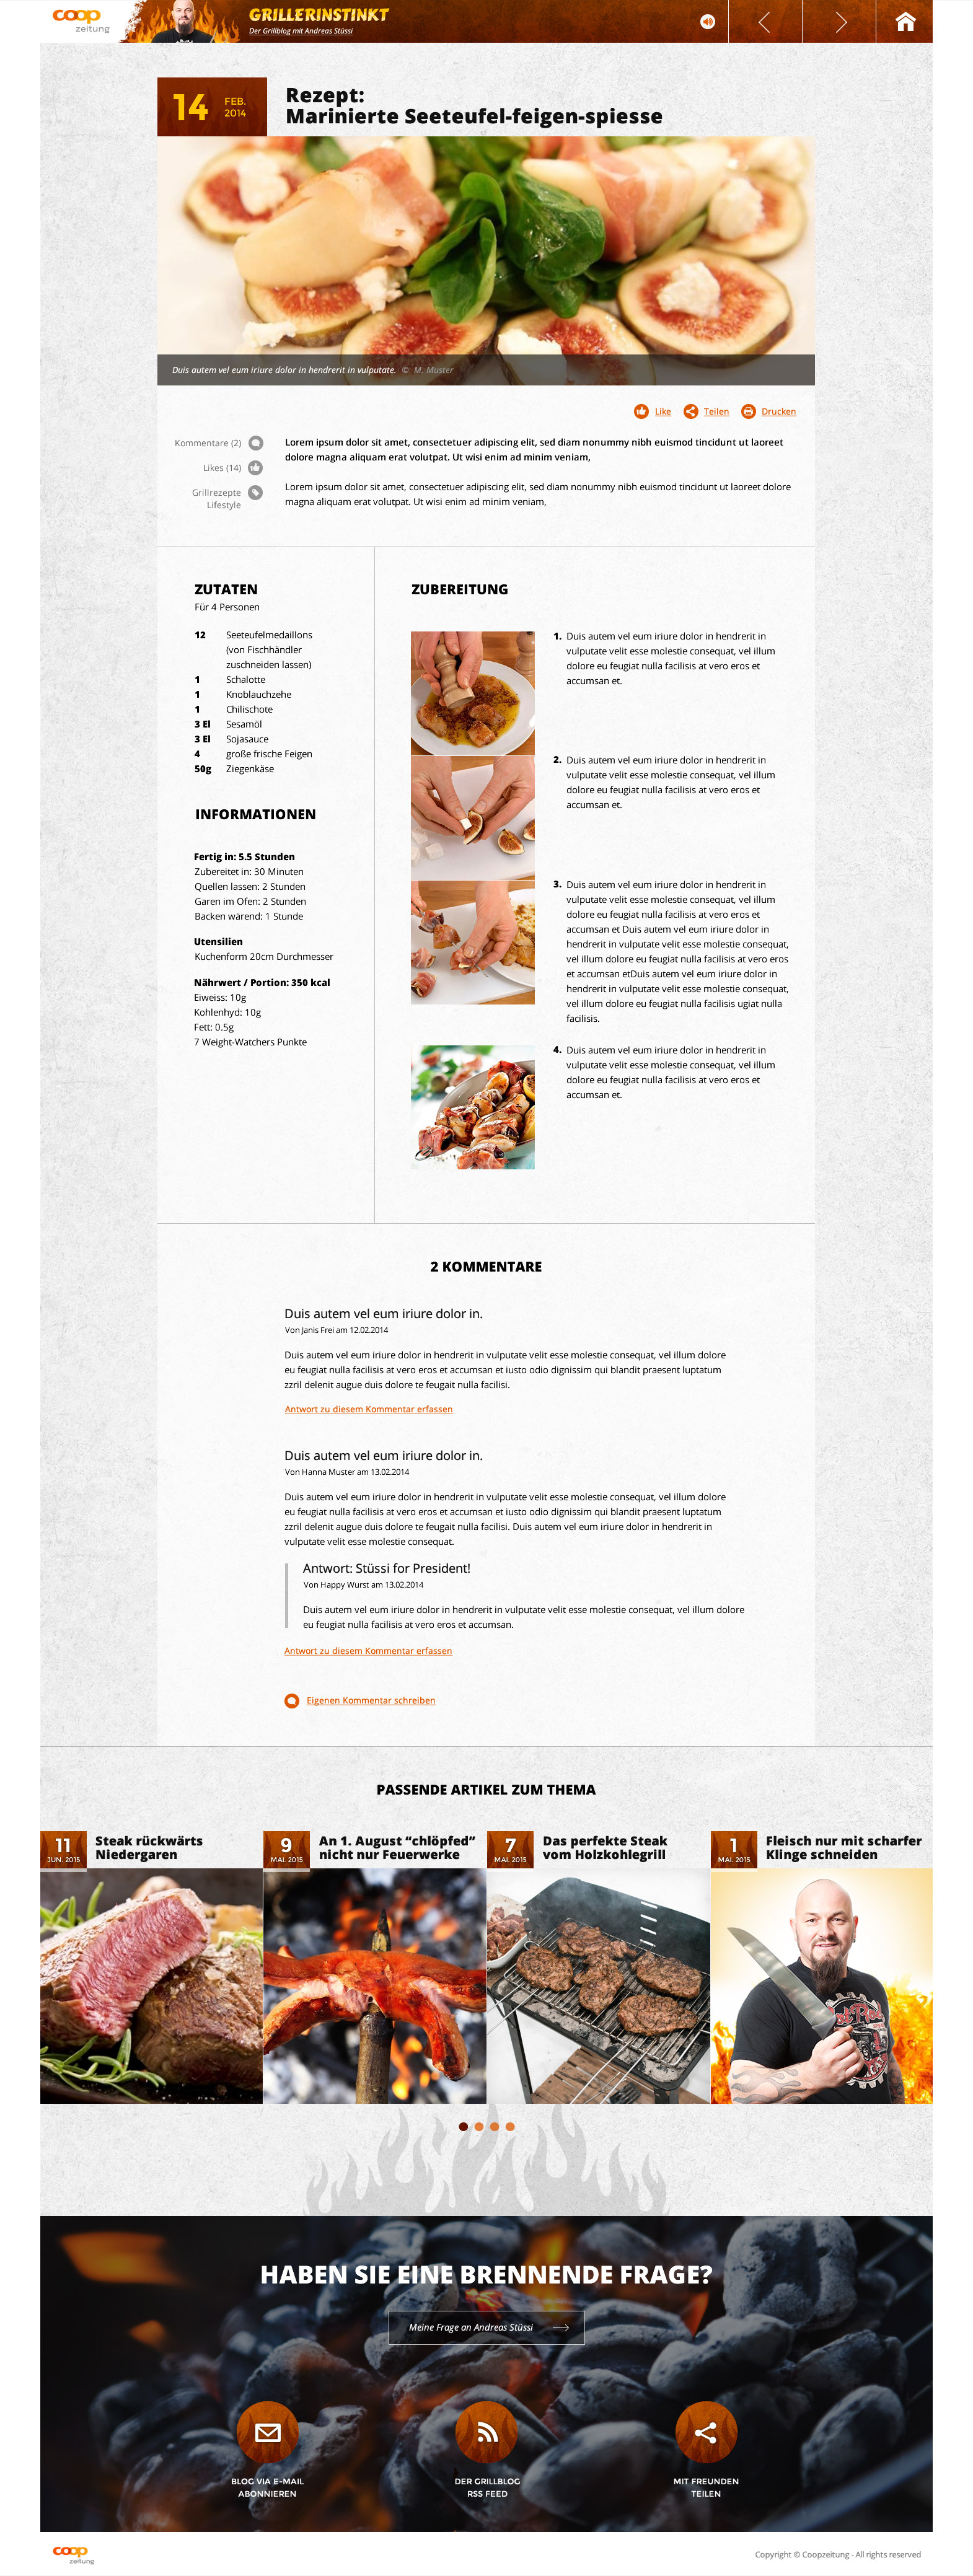 coop
zeitung
GRILLERINSTINKT
Der Grillblog mit Andreas Stüssi
14
FEB.
2014
Rezept:
Marinierte Seeteufel-feigen-spiesse
Duis autem vel eum iriure dolor in hendrerit in vulputate. © M. Muster
Like
Teilen
Drucken
Kommentare (2)
Likes (14)
Grillrezepte
Lifestyle
Lorem ipsum dolor sit amet, consectetuer adipiscing elit, sed diam nonummy nibh euismod tincidunt ut laoreet
dolore magna aliquam erat volutpat. Ut wisi enim ad minim veniam,
Lorem ipsum dolor sit amet, consectetuer adipiscing elit, sed diam nonummy nibh euismod tincidunt ut laoreet dolore
magna aliquam erat volutpat. Ut wisi enim ad minim veniam,
ZUTATEN
Für 4 Personen
12 Seeteufelmedaillons
(von Fischhändler
zuschneiden lassen)
1 Schalotte
1 Knoblauchzehe
1 Chilischote
3 El Sesamöl
3 El Sojasauce
4 große frische Feigen
50g Ziegenkäse
INFORMATIONEN
Fertig in: 5.5 Stunden
Zubereitet in: 30 Minuten
Quellen lassen: 2 Stunden
Garen im Ofen: 2 Stunden
Backen wärend: 1 Stunde
Utensilien
Kuchenform 20cm Durchmesser
Nährwert / Portion: 350 kcal
Eiweiss: 10g
Kohlenhyd: 10g
Fett: 0.5g
7 Weight-Watchers Punkte
ZUBEREITUNG
1. Duis autem vel eum iriure dolor in hendrerit in
vulputate velit esse molestie consequat, vel illum
dolore eu feugiat nulla facilisis at vero eros et
accumsan et.
2. Duis autem vel eum iriure dolor in hendrerit in
vulputate velit esse molestie consequat, vel illum
dolore eu feugiat nulla facilisis at vero eros et
accumsan et.
3. Duis autem vel eum iriure dolor in hendrerit in
vulputate velit esse molestie consequat, vel illum
dolore eu feugiat nulla facilisis at vero eros et
accumsan et Duis autem vel eum iriure dolor in
hendrerit in vulputate velit esse molestie consequat,
vel illum dolore eu feugiat nulla facilisis at vero eros
et accumsan etDuis autem vel eum iriure dolor in
hendrerit in vulputate velit esse molestie consequat,
vel illum dolore eu feugiat nulla facilisis ugiat nulla
facilisis.
4. Duis autem vel eum iriure dolor in hendrerit in
vulputate velit esse molestie consequat, vel illum
dolore eu feugiat nulla facilisis at vero eros et
accumsan et.
2 KOMMENTARE
Duis autem vel eum iriure dolor in.
Von Janis Frei am 12.02.2014
Duis autem vel eum iriure dolor in hendrerit in vulputate velit esse molestie consequat, vel illum dolore
eu feugiat nulla facilisis at vero eros et accumsan et iusto odio dignissim qui blandit praesent luptatum
zzril delenit augue duis dolore te feugait nulla facilisi.
Antwort zu diesem Kommentar erfassen
Duis autem vel eum iriure dolor in.
Von Hanna Muster am 13.02.2014
Duis autem vel eum iriure dolor in hendrerit in vulputate velit esse molestie consequat, vel illum dolore
eu feugiat nulla facilisis at vero eros et accumsan et iusto odio dignissim qui blandit praesent luptatum
zzril delenit augue duis dolore te feugait nulla facilisi. Duis autem vel eum iriure dolor in hendrerit in
vulputate velit esse molestie consequat.
Antwort: Stüssi for President!
Von Happy Wurst am 13.02.2014
Duis autem vel eum iriure dolor in hendrerit in vulputate velit esse molestie consequat, vel illum dolore
eu feugiat nulla facilisis at vero eros et accumsan.
Antwort zu diesem Kommentar erfassen
Eigenen Kommentar schreiben
PASSENDE ARTIKEL ZUM THEMA
11
JUN. 2015
Steak rückwärts
Niedergaren
9
MAI. 2015
An 1. August “chlöpfed”
nicht nur Feuerwerke
7
MAI. 2015
Das perfekte Steak
vom Holzkohlegrill
1
MAI. 2015
Fleisch nur mit scharfer
Klinge schneiden
HABEN SIE EINE BRENNENDE FRAGE?
Meine Frage an Andreas Stüssi
BLOG VIA E-MAIL
ABONNIEREN
DER GRILLBLOG
RSS FEED
MIT FREUNDEN
TEILEN
coop
zeitung
Copyright © Coopzeitung - All rights reserved